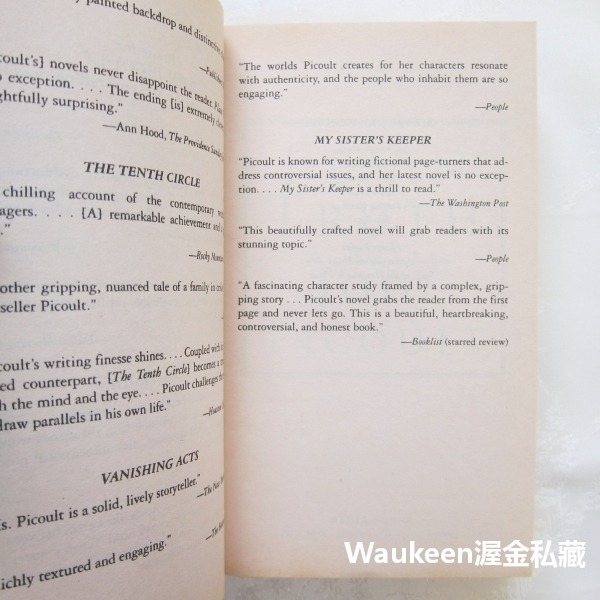 painted backdrop and distinctive
—Publishers
coult's] novels never disappoint the reader.
exception. . . . The ending [is] extremely
ghtfully surprising."
—Ann Hood, The Providence Sunday
THE TENTH CIRCLE
chilling account of the contemporary
agers. . . . [A] remarkable achievement and
"
—Rocky
other gripping, nuanced tale of a family in
seller Picoult."
coult's writing finesse shines. . . . Coupled with
ed counterpart, [The Tenth Circle] becomes a
h the mind and the eye. . . . Picoult challenges
draw parallels in his own life."
VANISHING ACTS
s. Picoult is a solid, lively storyteller."
—The New
—The
ichly textured and engaging."
"The worlds Picoult creates for her characters resonate
with authenticity, and the people who inhabit them are so
engaging."
—People
MY SISTER'S KEEPER
"Picoult is known for writing fictional page-turners that ad-
dress controversial issues, and her latest novel is no excep-
tion. . . . My Sister's Keeper is a thrill to read."
—The Washington Post
"This beautifully crafted novel will grab readers with its
stunning topic."
—People
"A fascinating character study framed by a complex, grip-
ping story . . . Picoult's novel grabs the reader from the first
page and never lets go. This is a beautiful, heartbreaking,
controversial, and honest book."
—Booklist (starred review)
Waukeen渥金私藏